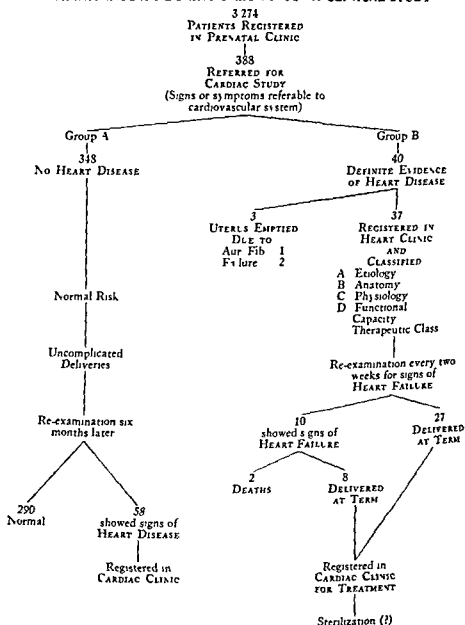 3 274
PATIENTS REGISTERED
IN PRENATAL CLINIC
388
REFERRED FOR
CARDIAC STUDY
(Signs or symptoms referable to
cardiovascular system)
Group A
348
NO HEART DISEASE
Normal Risk
Uncomplicated
Deliveries
Re-examination six
months later
290
Normal
58
showed signs of
HEART DISEASE
Registered in
CARDIAC CLINIC
Group B
40
DEFINITE EVIDENCE
OF HEART DISEASE
3
UTERUS EMPTIED
DUE TO
Aur Fib 1
Failure 2
37
REGISTERED IN
HEART CLINIC
AND
CLASSIFIED
A Etiology
B Anatomy
C Physiology
D Functional
Capacity
Therapeutic Class
Re-examination every two
weeks for signs of
HEART FAILURE
10
showed signs of
HEART FAILURE
27
DELIVERED
AT TERM
2
DEATHS
8
DELIVERED
AT TERM
Registered in
CARDIAC CLINIC
FOR TREATMENT
Sterilization (?)